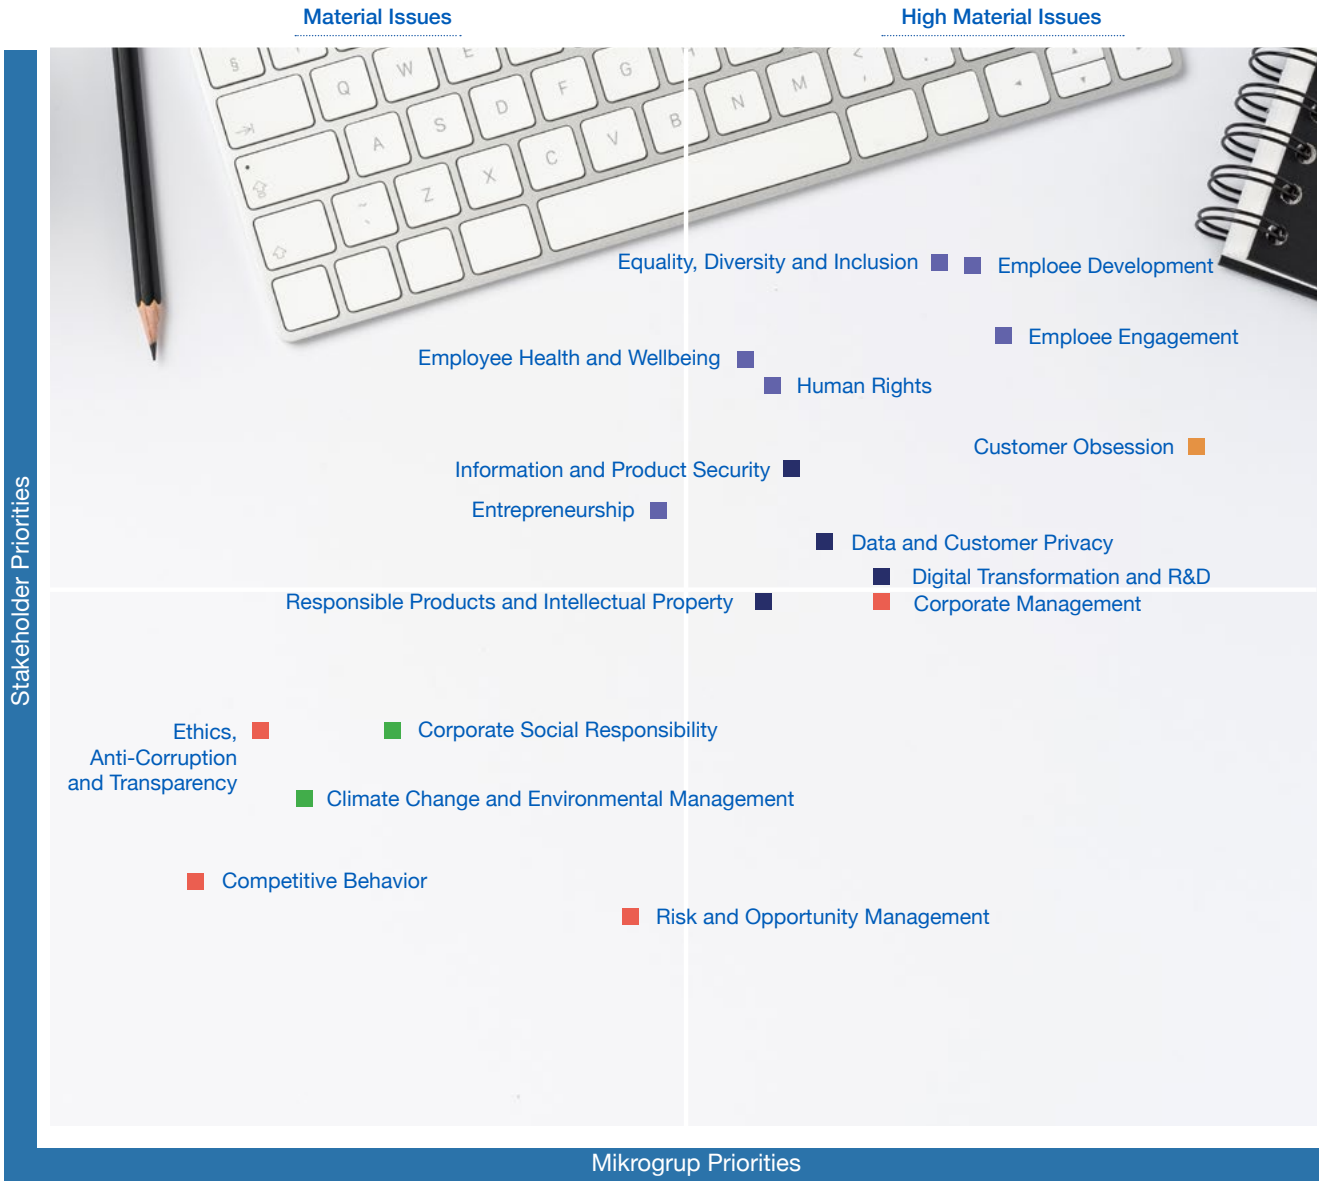 Material Issues
High Material Issues
§
Q
W
E
A
S
D
F
G
Z
X
C
V
B
N
M
Equality, Diversity and Inclusion
Emploee Development
Emploee Engagement
Employee Health and Wellbeing
Human Rights
Customer Obsession
Information and Product Security
Entrepreneurship
Data and Customer Privacy
Digital Transformation and R&D
Responsible Products and Intellectual Property
Corporate Management
Ethics,
Anti-Corruption
and Transparency
Corporate Social Responsibility
Climate Change and Environmental Management
Competitive Behavior
Risk and Opportunity Management
Stakeholder Priorities
Mikrogrup Priorities